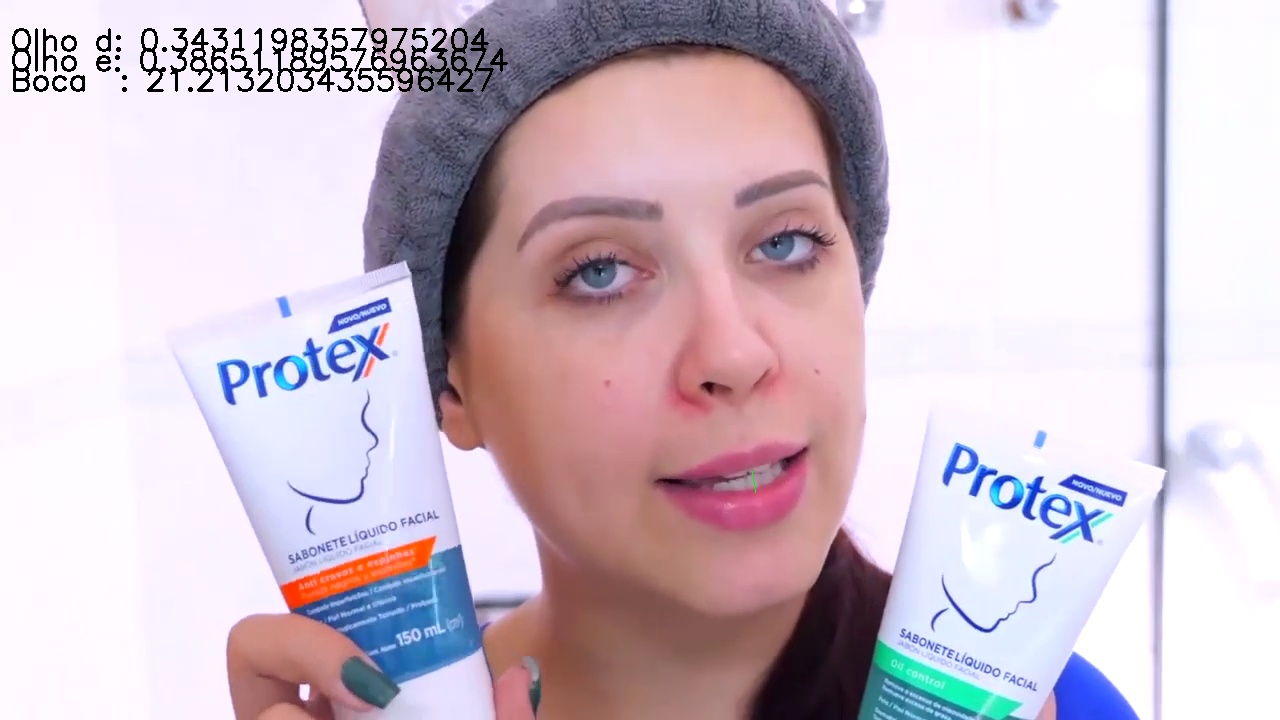 Olho d: 0.3431198357975204
Olho e: 0.38651189576963674
Boca : 21.213203435596427
NOVO/NUEVO
Protex
SABONETE LÍQUIDO FACIAL
JABÓN LÍQUIDO FACIAL
Anti cravos e espinhas
150 mL
NOVO/NUEVO
Protex
SABONETE LÍQUIDO FACIAL
JABÓN LÍQUIDO FACIAL
Oil control